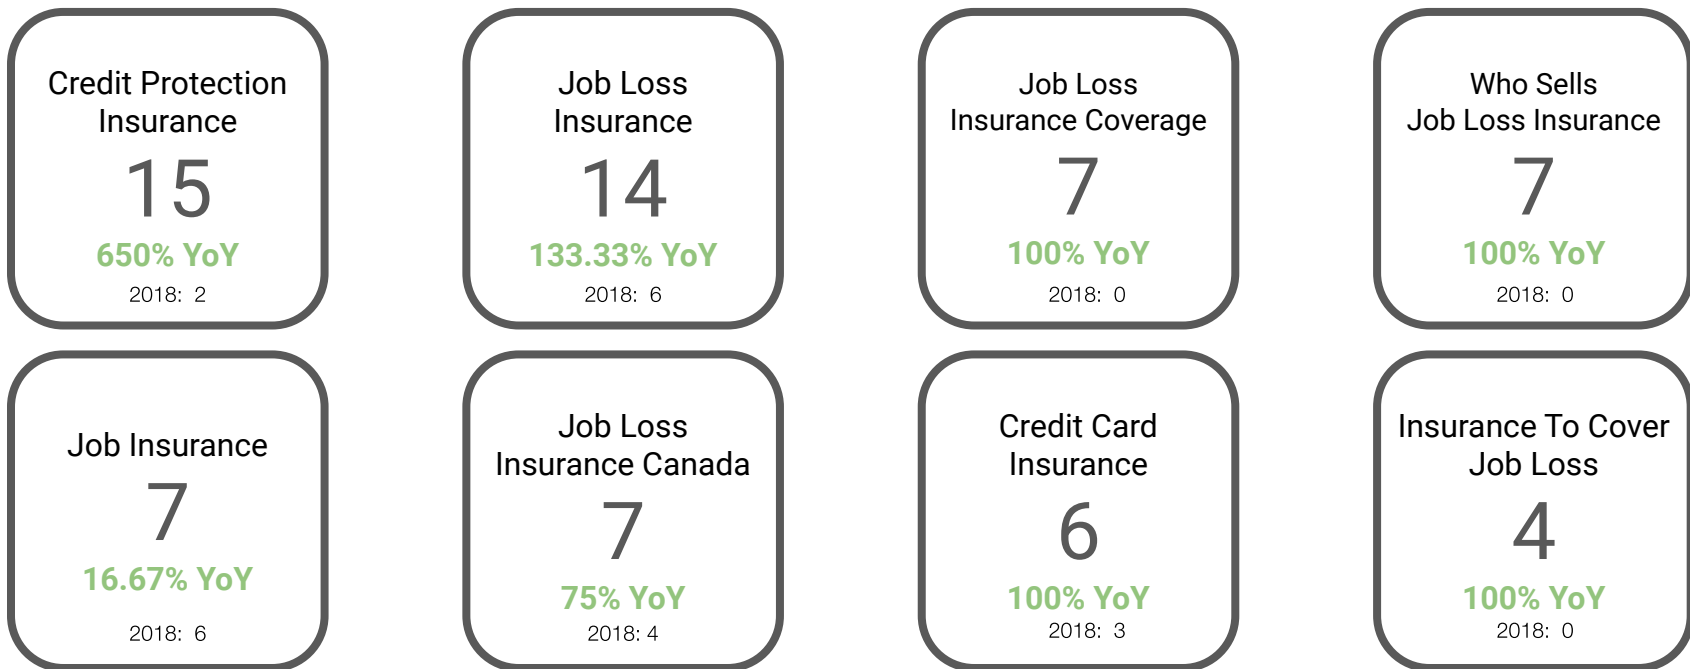 Credit Protection
Insurance
15
650% YoY
2018: 2
Job Loss
Insurance
14
133.33% YoY
2018: 6
Job Loss
Insurance Coverage
7
100% YoY
2018: 0
Who Sells
Job Loss Insurance
7
100% YoY
2018: 0
Job Insurance
7
16.67% YoY
2018: 6
Job Loss
Insurance Canada
7
75% YoY
2018: 4
Credit Card
Insurance
6
100% YoY
2018: 3
Insurance To Cover
Job Loss
4
100% YoY
2018: 0